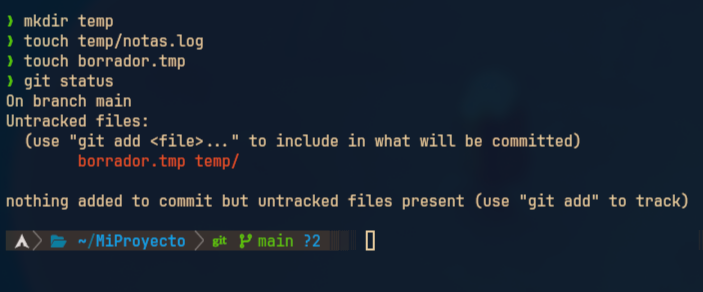 ❯ mkdir temp
❯ touch temp/notas.log
❯ touch borrador.tmp
❯ git status
On branch main
Untracked files:
  (use "git add <file>..." to include in what will be committed)
        borrador.tmp temp/

nothing added to commit but untracked files present (use "git add" to track)

~/MiProyecto git main ?2